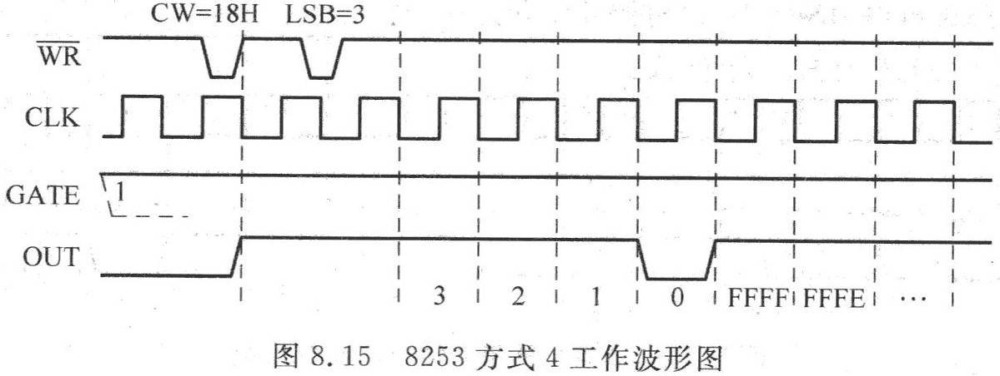 CW=18H LSB=3
WR
CLK
GATE 1
OUT
3 2 1 0 FFFF FFFE …
图 8.15 8253 方式 4 工作波形图